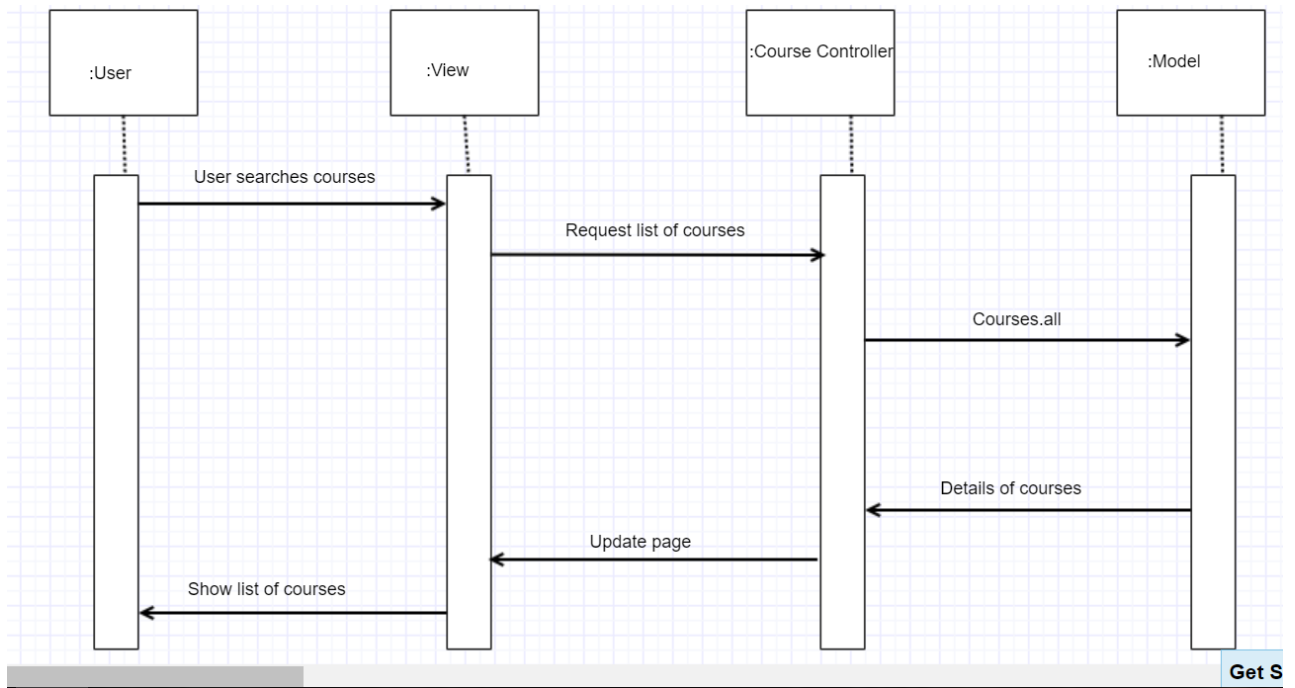 :User
:View
:Course Controller
:Model
User searches courses
Request list of courses
Courses.all
Details of courses
Update page
Show list of courses
Get S